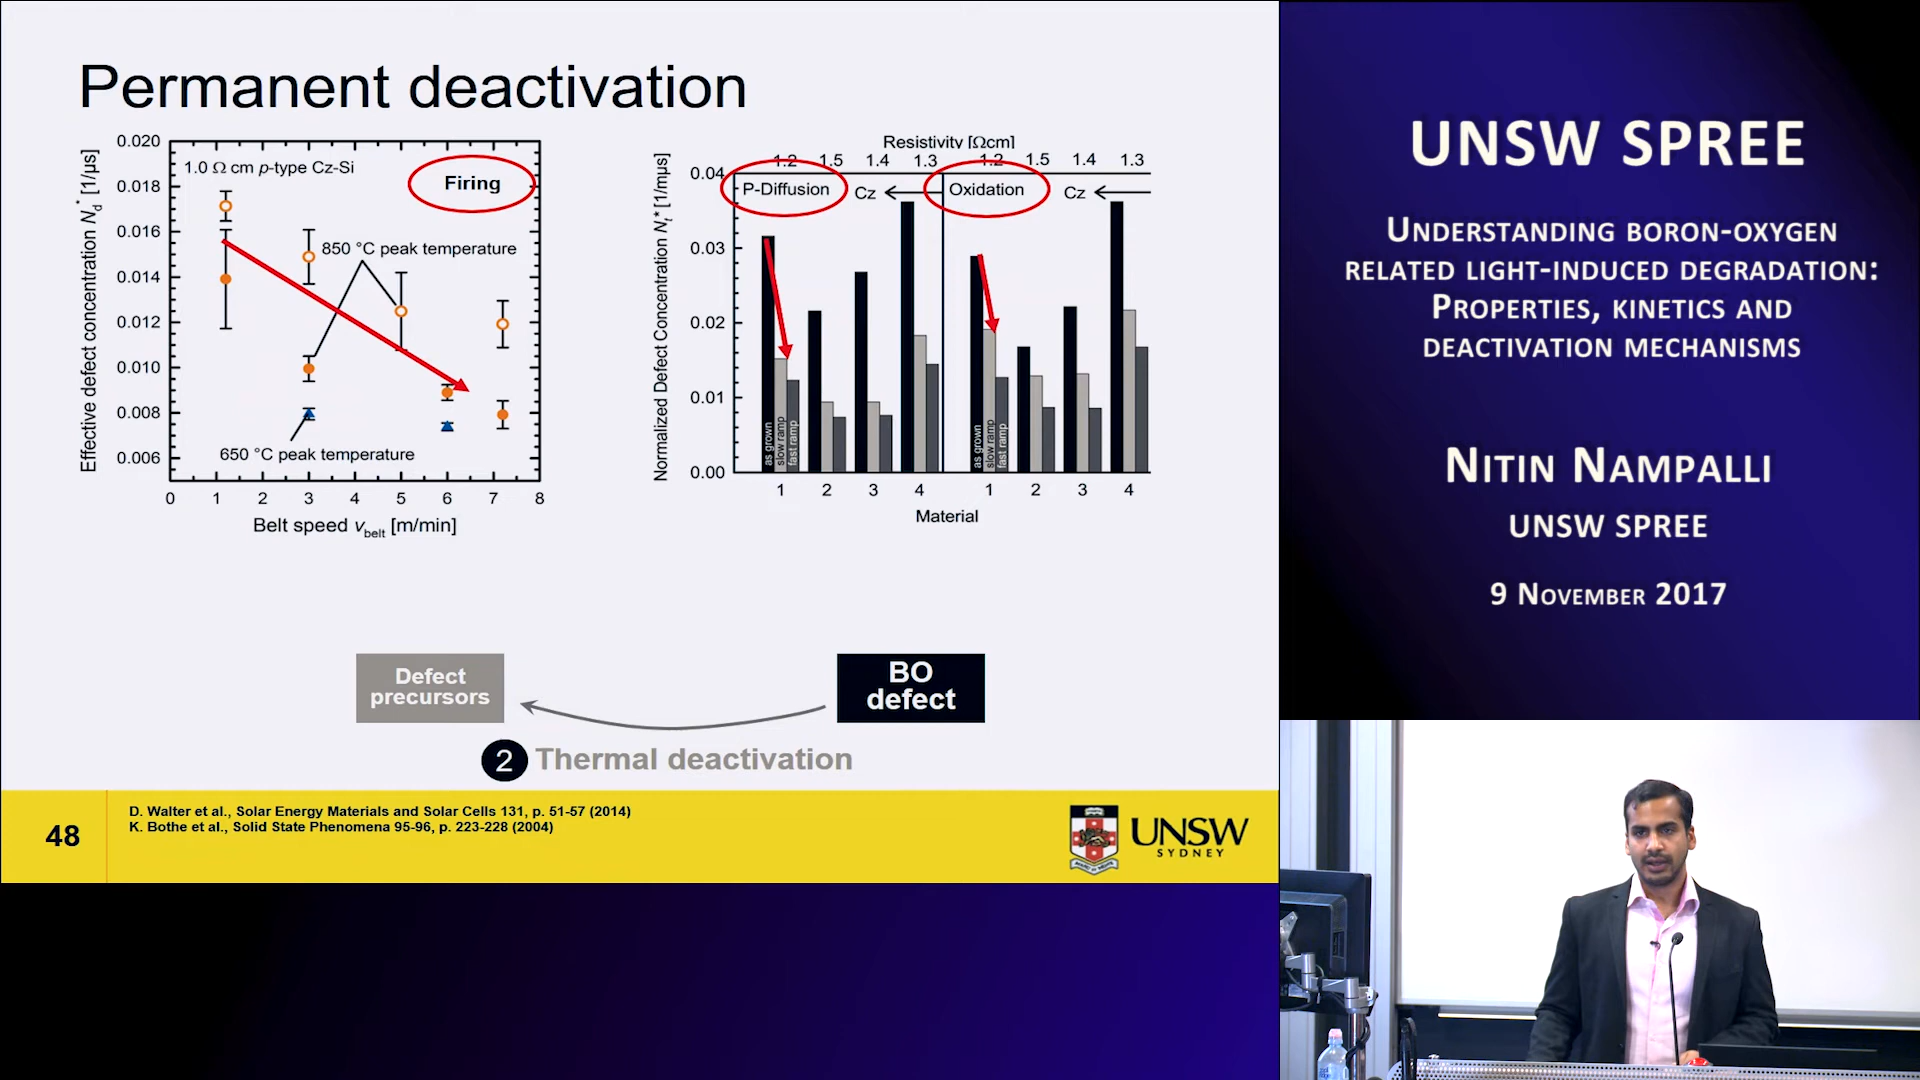 Permanent deactivation
0.020
0.018
0.016
0.014
0.012
0.010
0.008
0.006
Effective defect concentration Nd* [1/µs]
1.0 Ω cm p-type Cz-Si
Firing
850 °C peak temperature
650 °C peak temperature
0 1 2 3 4 5 6 7 8
Belt speed vbelt [m/min]
Resistivity [Ωcm]
1.2 1.5 1.4 1.3 1.2 1.5 1.4 1.3
0.04
0.03
0.02
0.01
0.00
Normalized Defect Concentration Nt* [1/mµs]
P-Diffusion Cz Oxidation Cz
as grown
slow ramp
fast ramp
as grown
slow ramp
fast ramp
1 2 3 4 1 2 3 4
Material
Defect
precursors
BO
defect
2 Thermal deactivation
48
D. Walter et al., Solar Energy Materials and Solar Cells 131, p. 51-57 (2014)
K. Bothe et al., Solid State Phenomena 95-96, p. 223-228 (2004)
UNSW
SYDNEY
UNSW SPREE
UNDERSTANDING BORON-OXYGEN
RELATED LIGHT-INDUCED DEGRADATION:
PROPERTIES, KINETICS AND
DEACTIVATION MECHANISMS
NITIN NAMPALLI
UNSW SPREE
9 NOVEMBER 2017